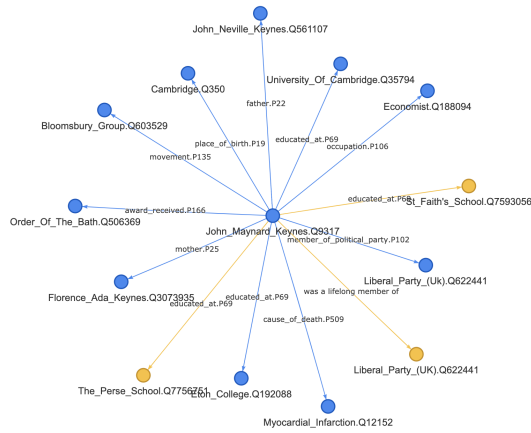 John_Neville_Keynes.Q561107
University_Of_Cambridge.Q35794
Cambridge.Q350
Economist.Q188094
father.P22
Bloomsbury_Group.Q603529
educated_at.P69
occupation.P106
place_of_birth.P19
movement.P135
educated_at.P69
St_Faith's_School.Q7593056
award_received.P166
Order_Of_The_Bath.Q506369
John_Maynard_Keynes.Q9317
member_of_political_party.P102
mother.P25
Liberal_Party_(Uk).Q622441
Florence_Ada_Keynes.Q3073935
educated_at.P69
was a lifelong member of
educated_at.P69
cause_of_death.P509
Liberal_Party_(UK).Q622441
The_Perse_School.Q7756751
Eton_College.Q192088
Myocardial_Infarction.Q12152